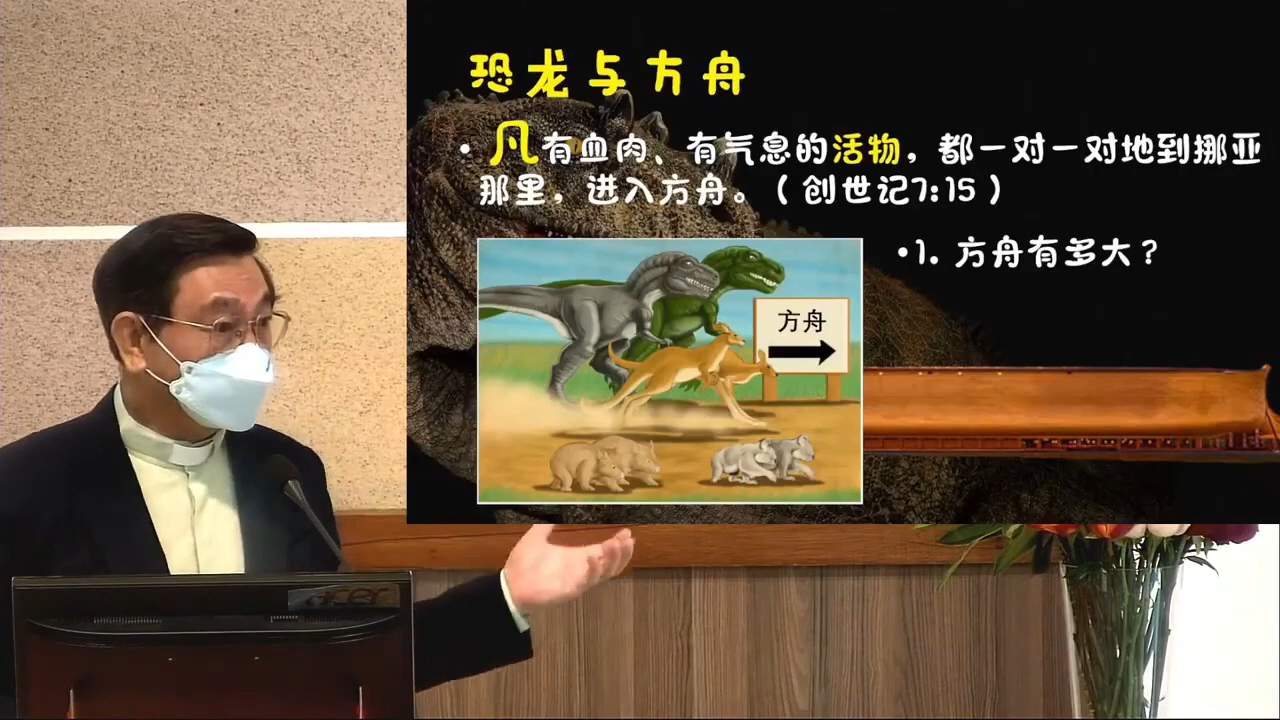 恐龙与方舟
• 凡有血肉、有气息的活物，都一对一对地到挪亚
那里，进入方舟。（创世记7:15）
•1. 方舟有多大？
方舟
acer